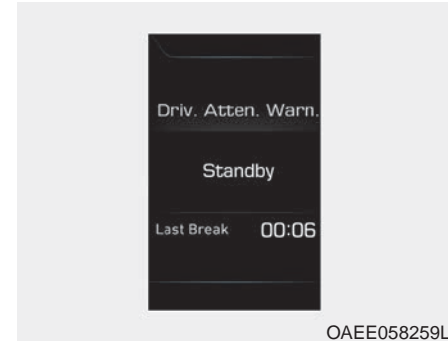 Driv. Atten. Warn.
Standby
Last Break 00:06
OAEE058259L